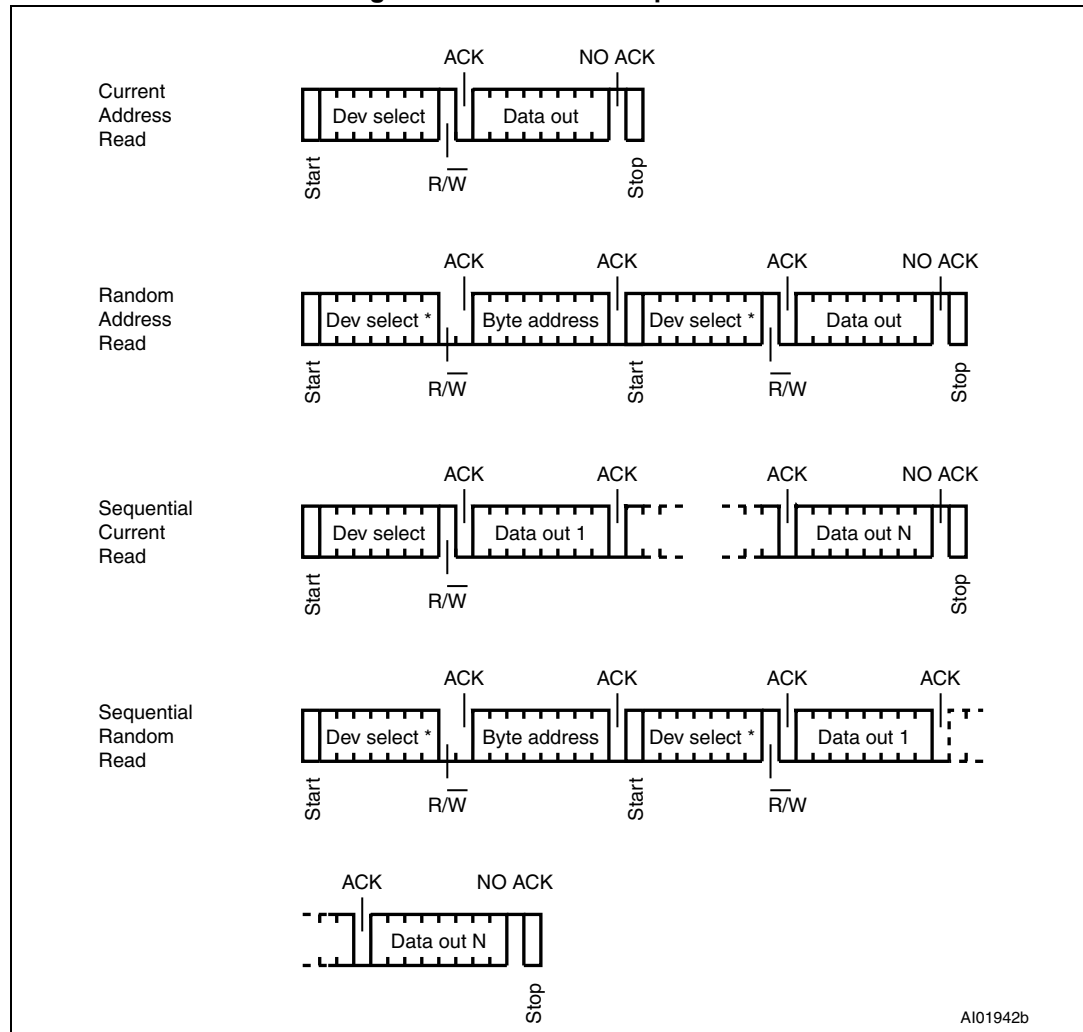 ACK NO ACK
Current
Address
Read
Dev select Data out
Start R/W̅ Stop
ACK ACK ACK NO ACK
Random
Address
Read
Dev select * Byte address Dev select * Data out
Start R/W̅ Start R̅/W Stop
ACK ACK ACK NO ACK
Sequential
Current
Read
Dev select Data out 1 Data out N
Start R/W̅ Stop
ACK ACK ACK ACK
Sequential
Random
Read
Dev select * Byte address Dev select * Data out 1
Start R/W̅ Start R̅/W
ACK NO ACK
Data out N
Stop
AI01942b